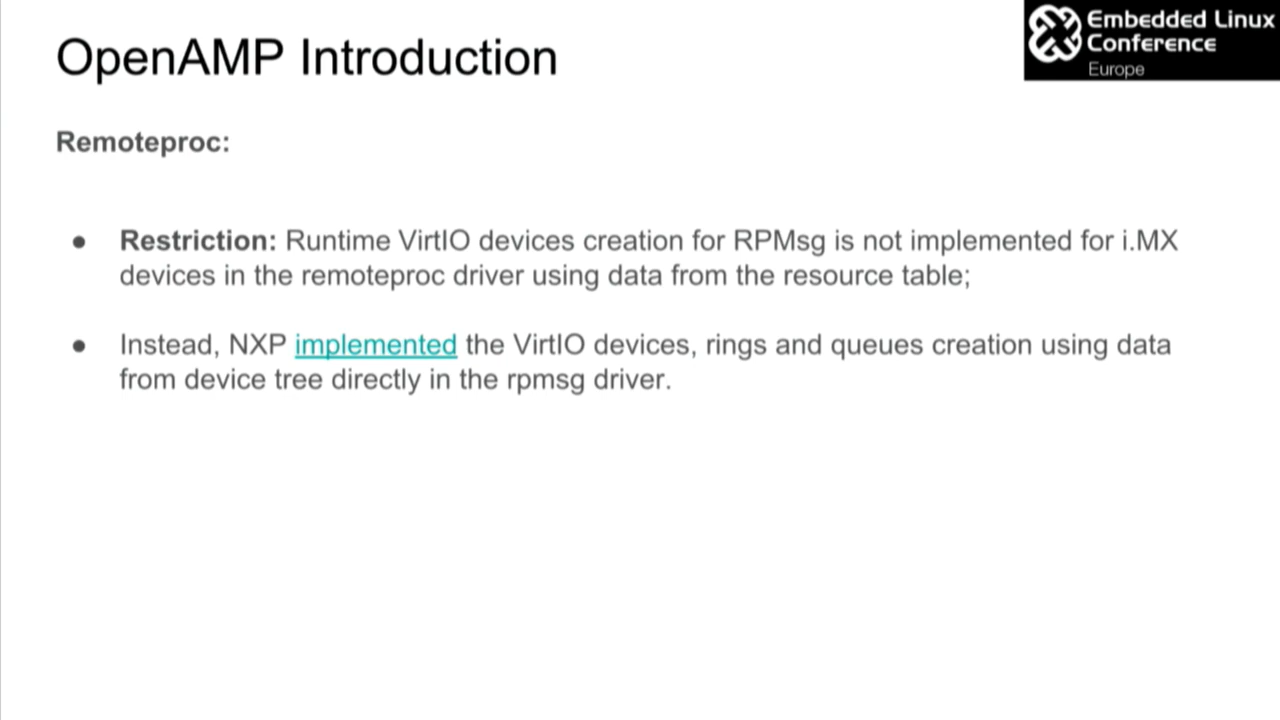 OpenAMP Introduction
Embedded Linux
Conference
Europe
Remoteproc:
● Restriction: Runtime VirtIO devices creation for RPMsg is not implemented for i.MX
devices in the remoteproc driver using data from the resource table;
● Instead, NXP implemented the VirtIO devices, rings and queues creation using data
from device tree directly in the rpmsg driver.